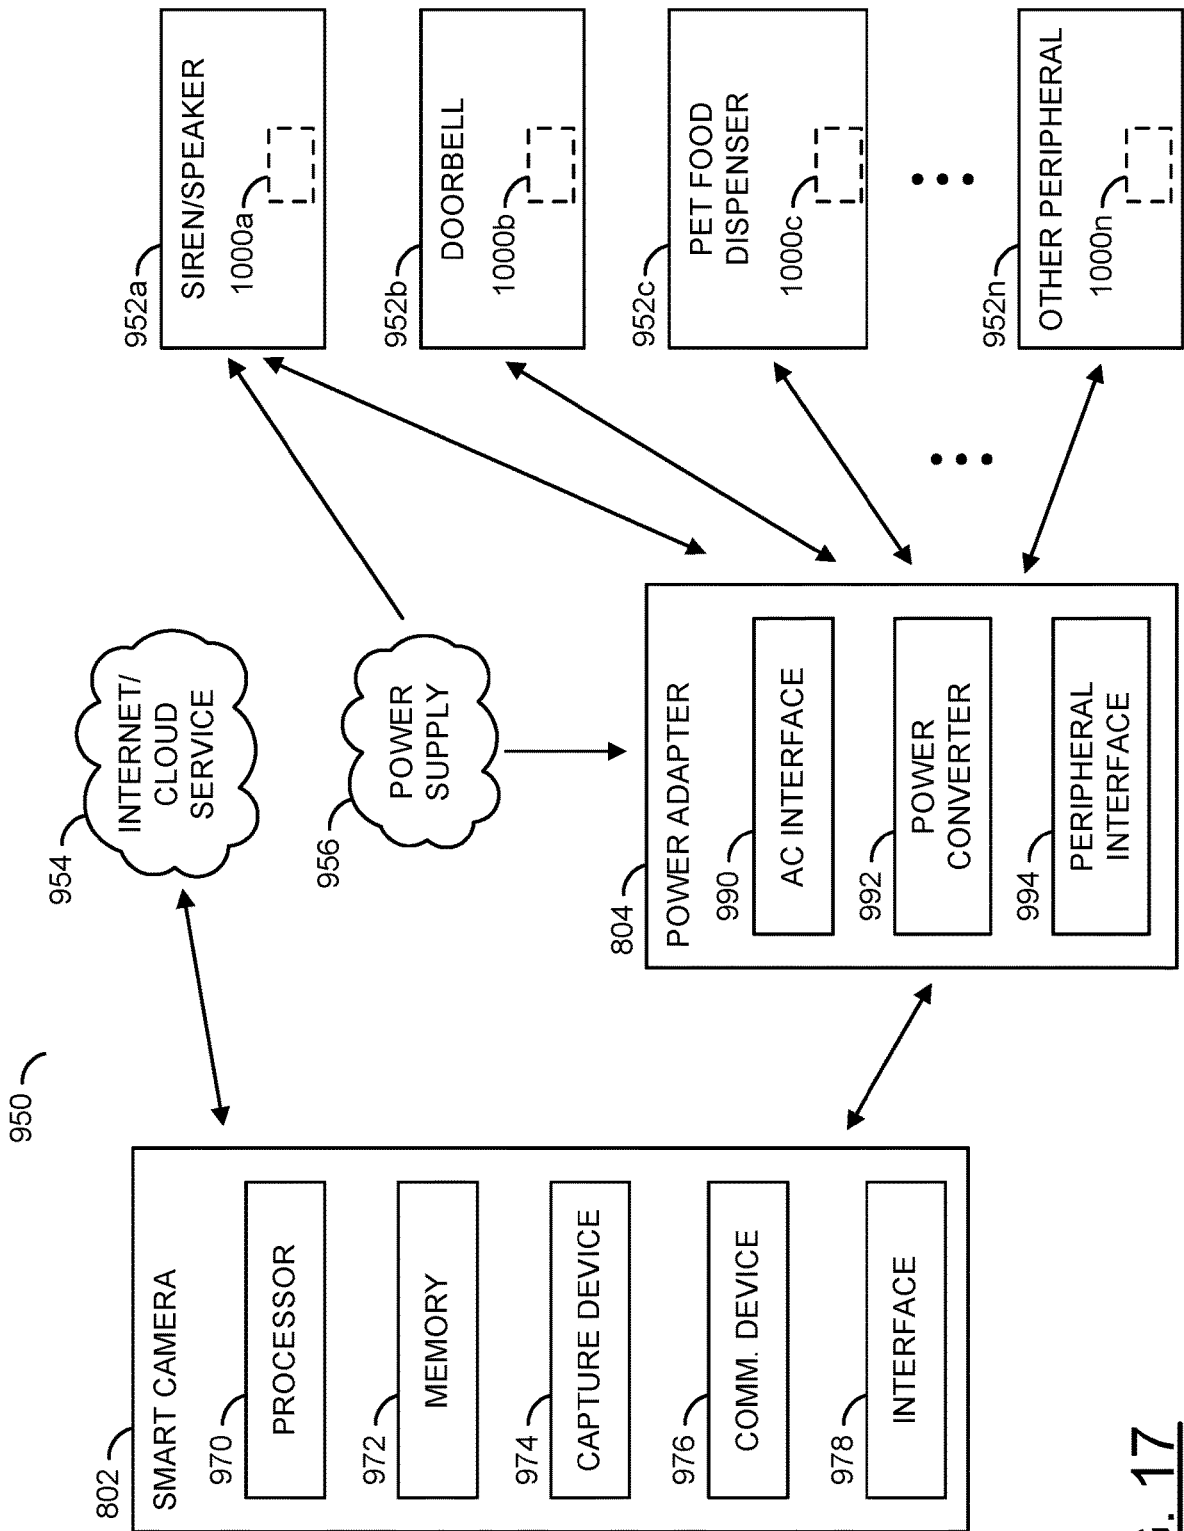 950
802
SMART CAMERA
970
PROCESSOR
972
MEMORY
974
CAPTURE DEVICE
976
COMM. DEVICE
978
INTERFACE
954
INTERNET/
CLOUD
SERVICE
956
POWER
SUPPLY
804
POWER ADAPTER
990
AC INTERFACE
992
POWER
CONVERTER
994
PERIPHERAL
INTERFACE
952a
SIREN/SPEAKER
1000a
952b
DOORBELL
1000b
952c
PET FOOD
DISPENSER
1000c
952n
OTHER PERIPHERAL
1000n
. 17